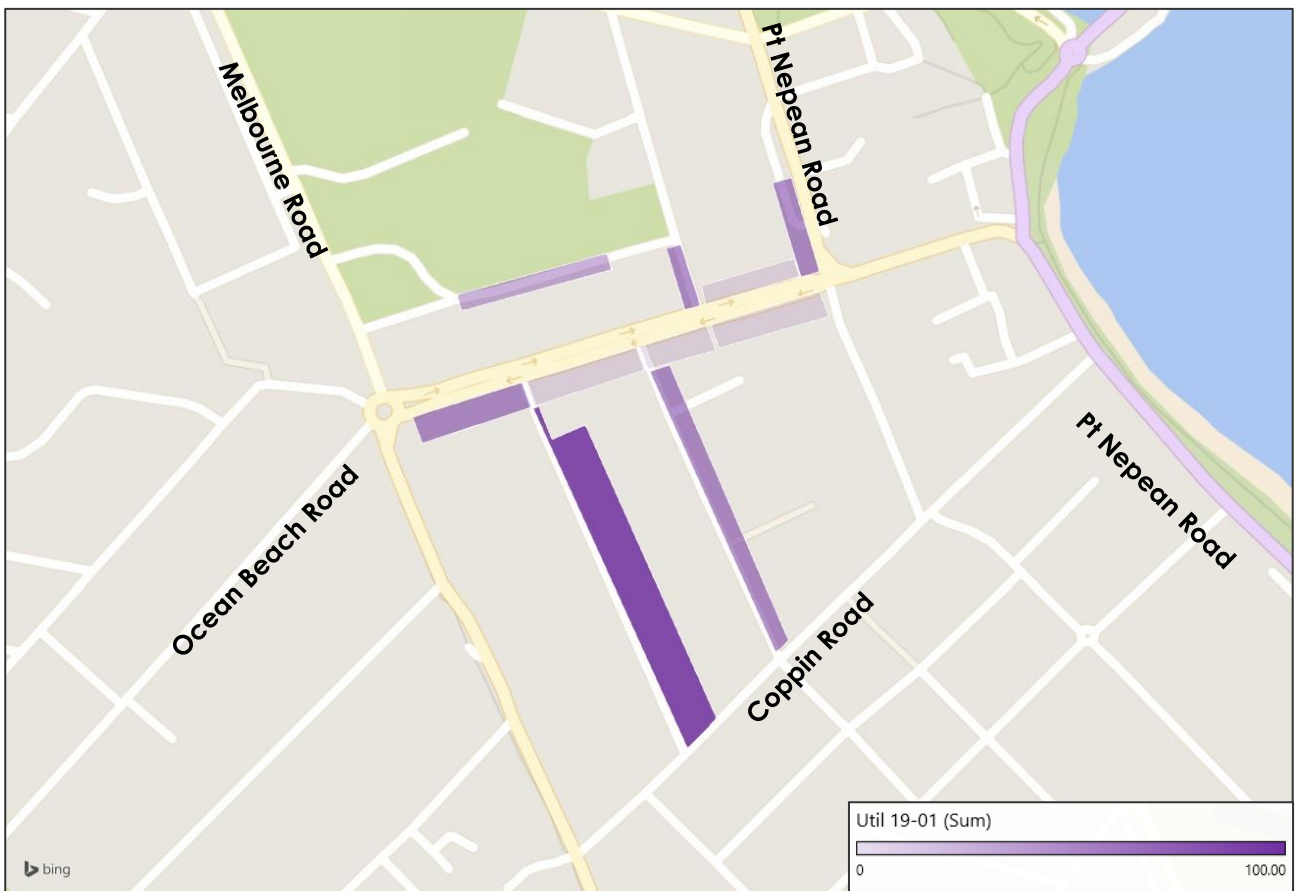 Melbourne Road
Pt Nepean Road
Ocean Beach Road
Pt Nepean Road
Coppin Road
Util 19-01 (Sum)
0 100.00
bing